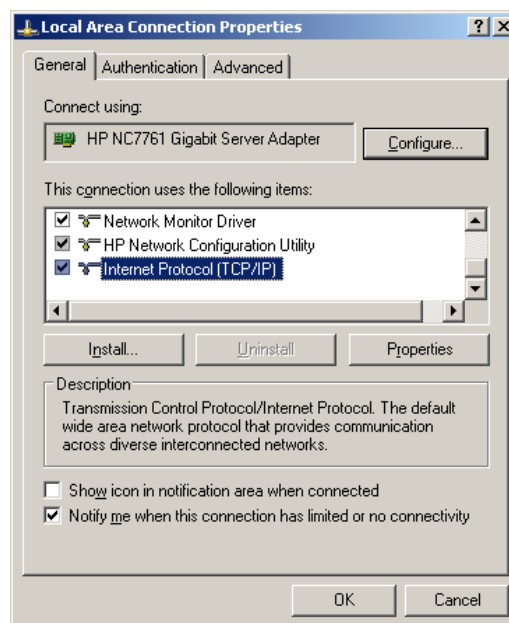 Local Area Connection Properties
General Authentication Advanced
Connect using:
HP NC7761 Gigabit Server Adapter Configure...
This connection uses the following items:
Network Monitor Driver
HP Network Configuration Utility
Internet Protocol (TCP/IP)
Install... Uninstall Properties
Description
Transmission Control Protocol/Internet Protocol. The default
wide area network protocol that provides communication
across diverse interconnected networks.
Show icon in notification area when connected
Notify me when this connection has limited or no connectivity
OK Cancel